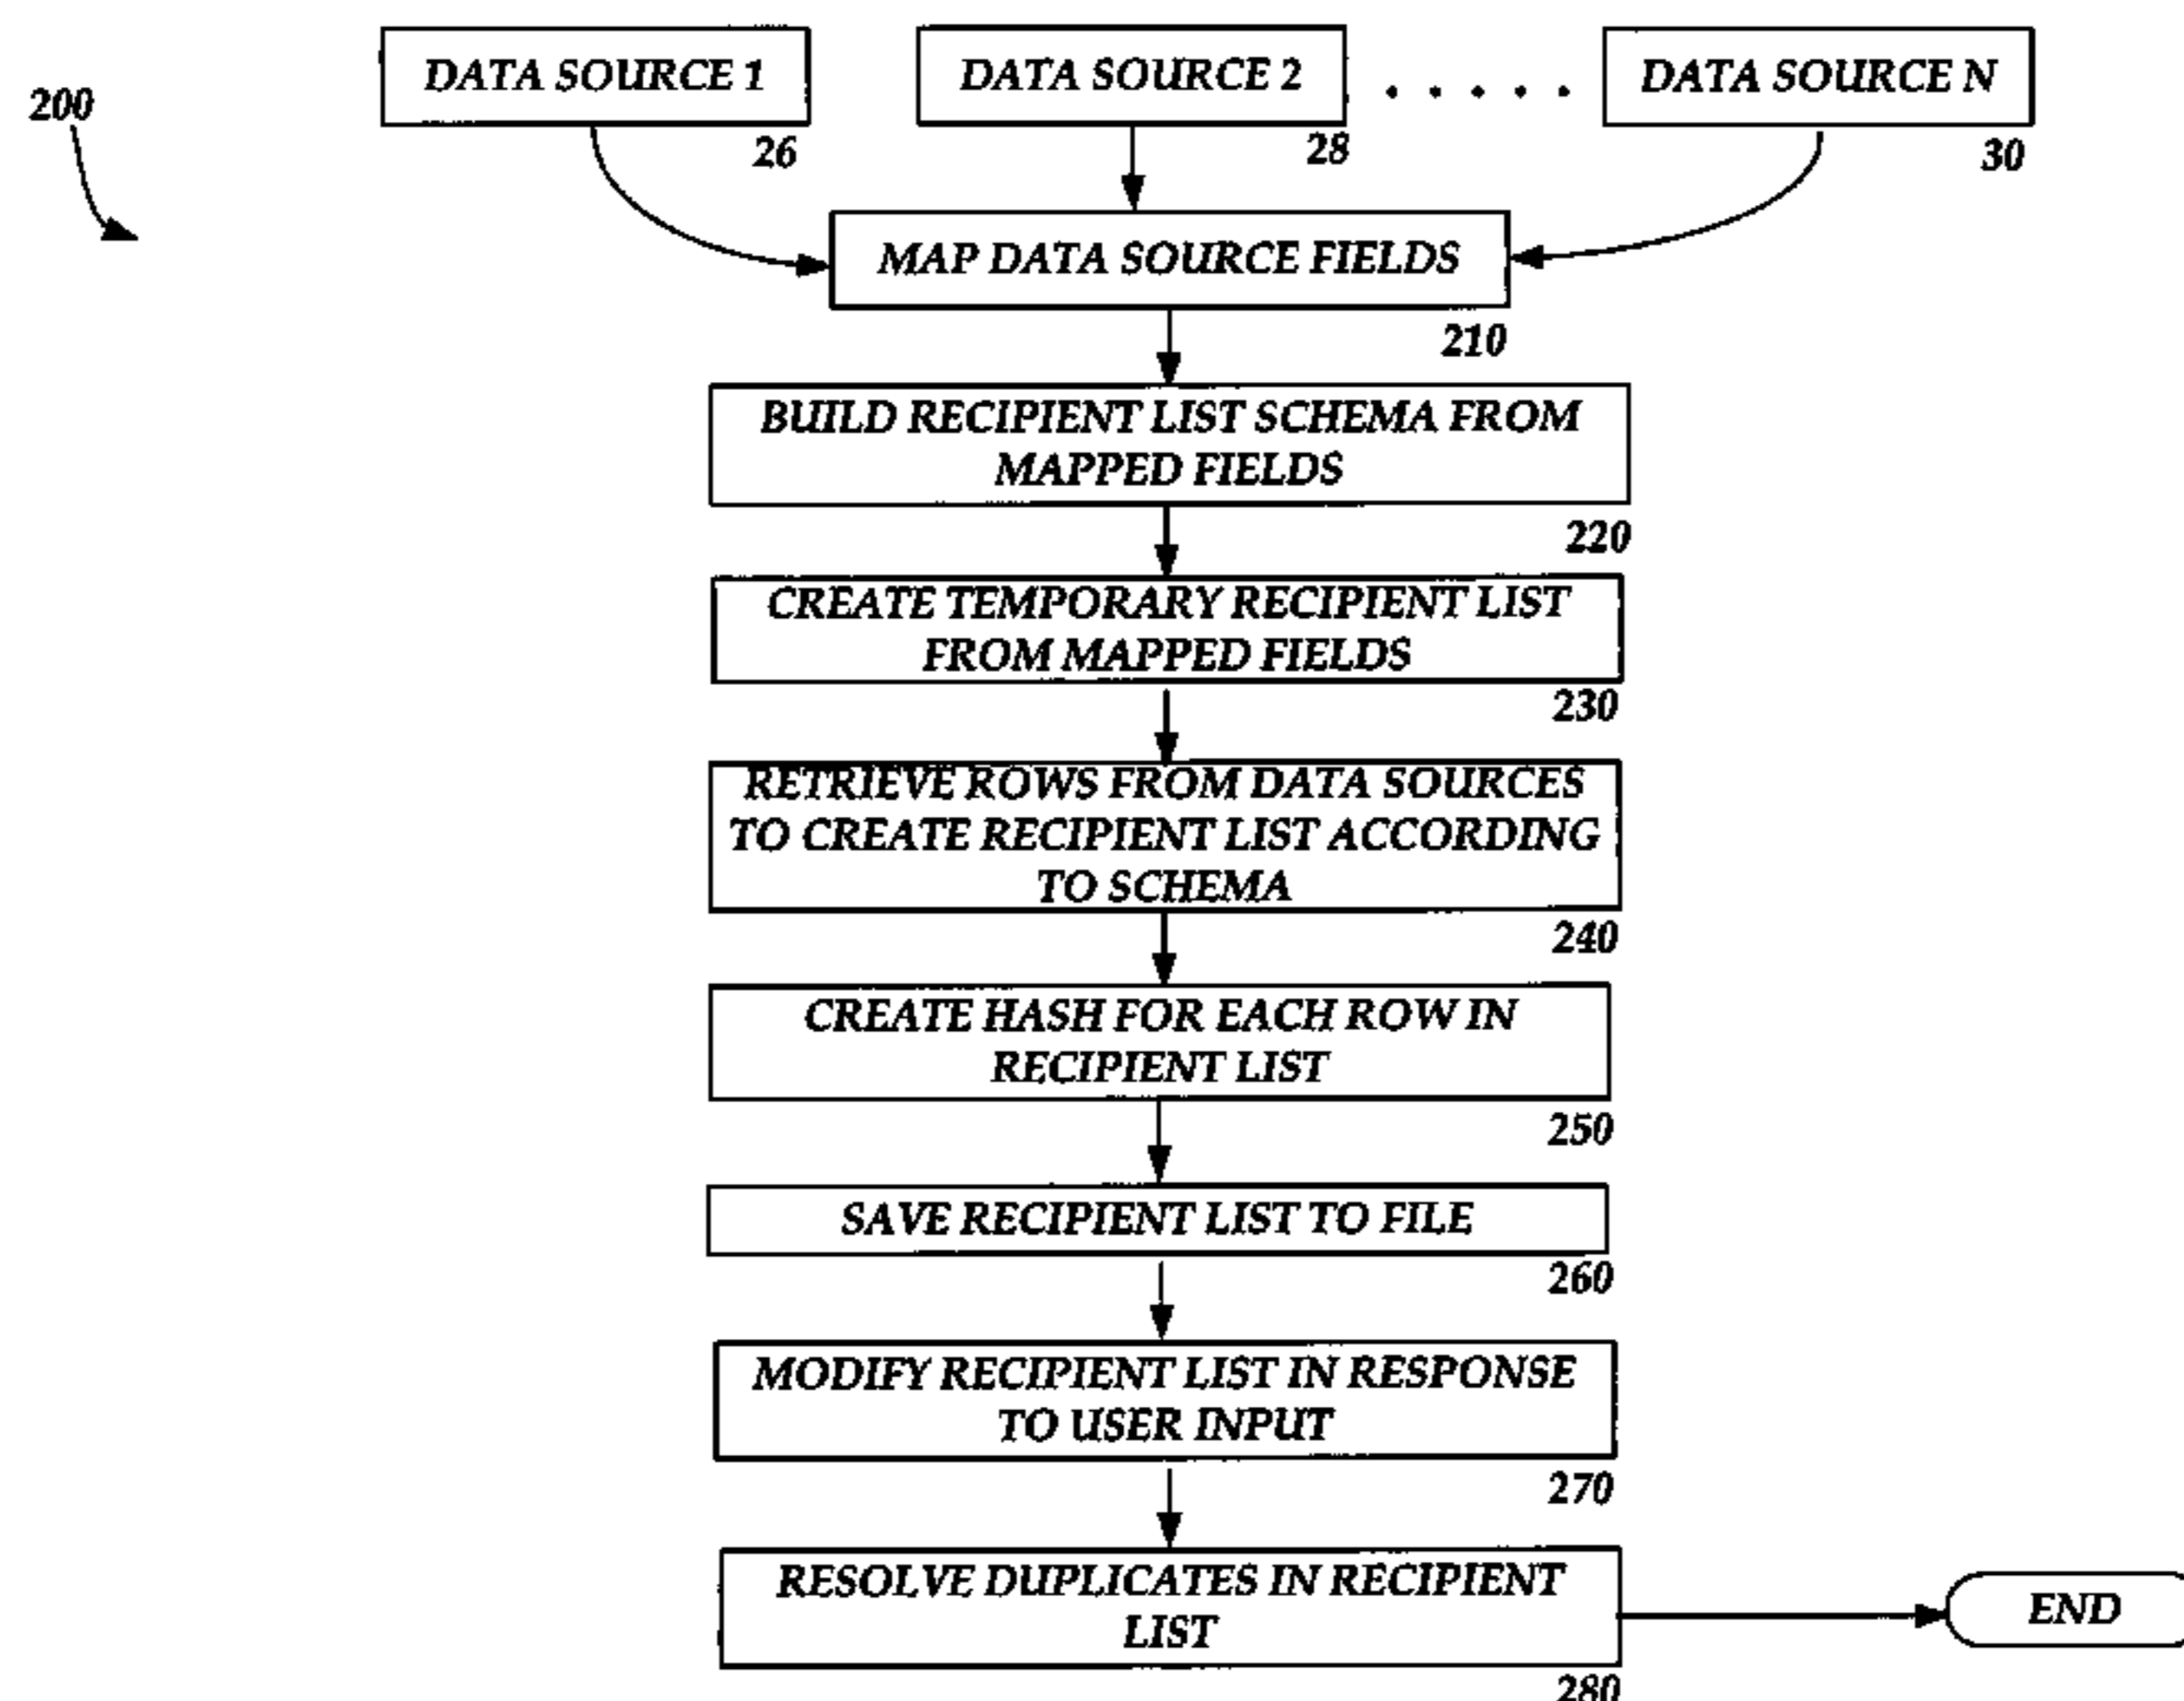 DATA SOURCE 1
DATA SOURCE 2
. . . . .
DATA SOURCE N
200
26
28
30
MAP DATA SOURCE FIELDS
210
BUILD RECIPIENT LIST SCHEMA FROM
MAPPED FIELDS
220
CREATE TEMPORARY RECIPIENT LIST
FROM MAPPED FIELDS
230
RETRIEVE ROWS FROM DATA SOURCES
TO CREATE RECIPIENT LIST ACCORDING
TO SCHEMA
240
CREATE HASH FOR EACH ROW IN
RECIPIENT LIST
250
SAVE RECIPIENT LIST TO FILE
260
MODIFY RECIPIENT LIST IN RESPONSE
TO USER INPUT
270
RESOLVE DUPLICATES IN RECIPIENT
LIST
END
280